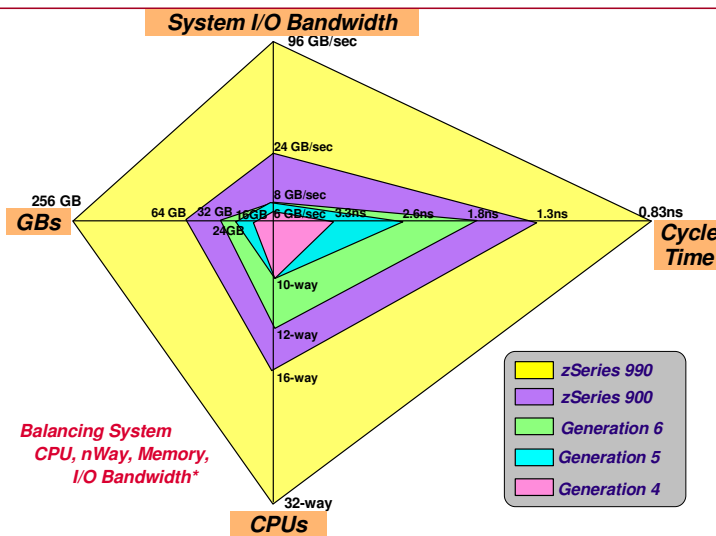 System I/O Bandwidth
96 GB/sec
24 GB/sec
8 GB/sec
256 GB
64 GB
32 GB
16GB
6 GB/sec
3.3ns
2.6ns
1.8ns
1.3ns
0.83ns
GBs
24GB
Cycle
Time
10-way
12-way
16-way
zSeries 990
zSeries 900
Generation 6
Generation 5
Generation 4
Balancing System
CPU, nWay, Memory,
I/O Bandwidth*
32-way
CPUs